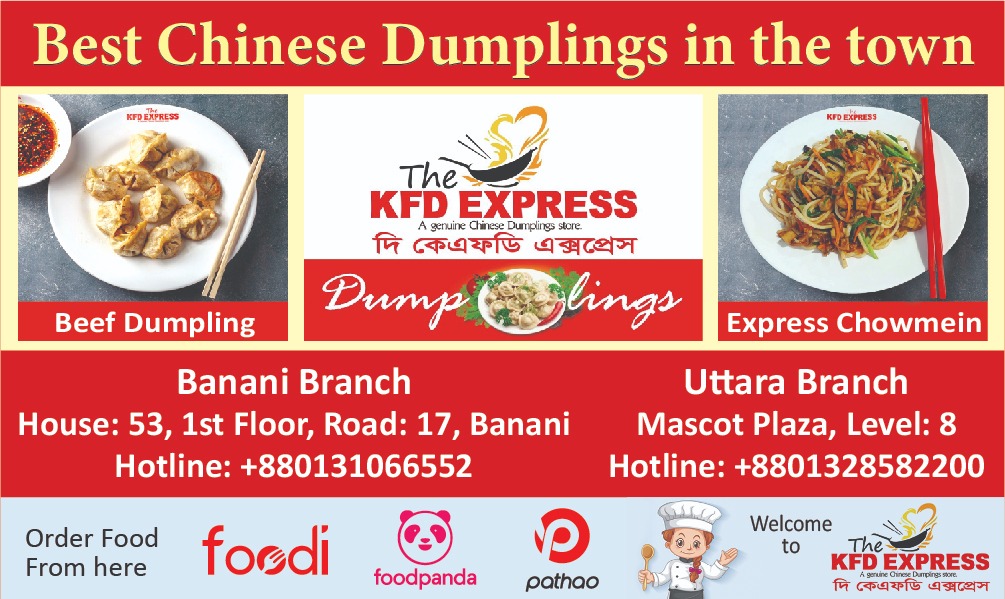 Best Chinese Dumplings in the town
The
KFD EXPRESS
Beef Dumpling
The
KFD EXPRESS
A genuine Chinese Dumplings store.
দি কেএফডি এক্সপ্রেস
Dumplings
KFD EXPRESS
Express Chowmein
Banani Branch
House: 53, 1st Floor, Road: 17, Banani
Hotline: +880131066552
Uttara Branch
Mascot Plaza, Level: 8
Hotline: +8801328582200
Order Food
From here
foodi
foodpanda
pathao
Welcome
to
The
KFD EXPRESS
A genuine Chinese Dumplings store.
দি কেএফডি এক্সপ্রেস